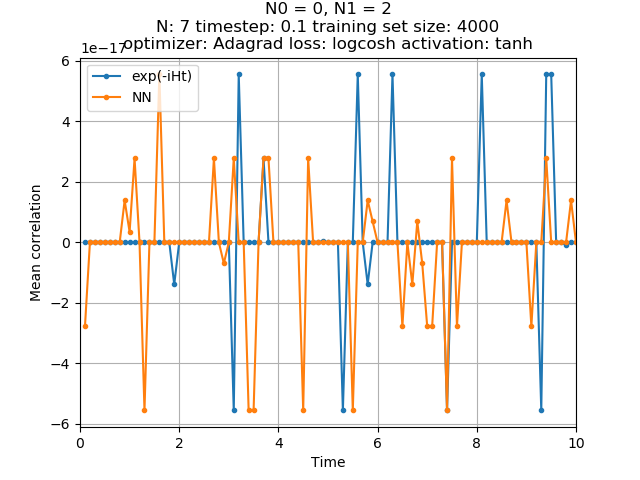 N0 = 0, N1 = 2
N: 7 timestep: 0.1 training set size: 4000
optimizer: Adagrad loss: logcosh activation: tanh
1e−17
exp(-iHt)
NN
6
4
2
0
−2
−4
−6
Mean correlation
0 2 4 6 8 10
Time